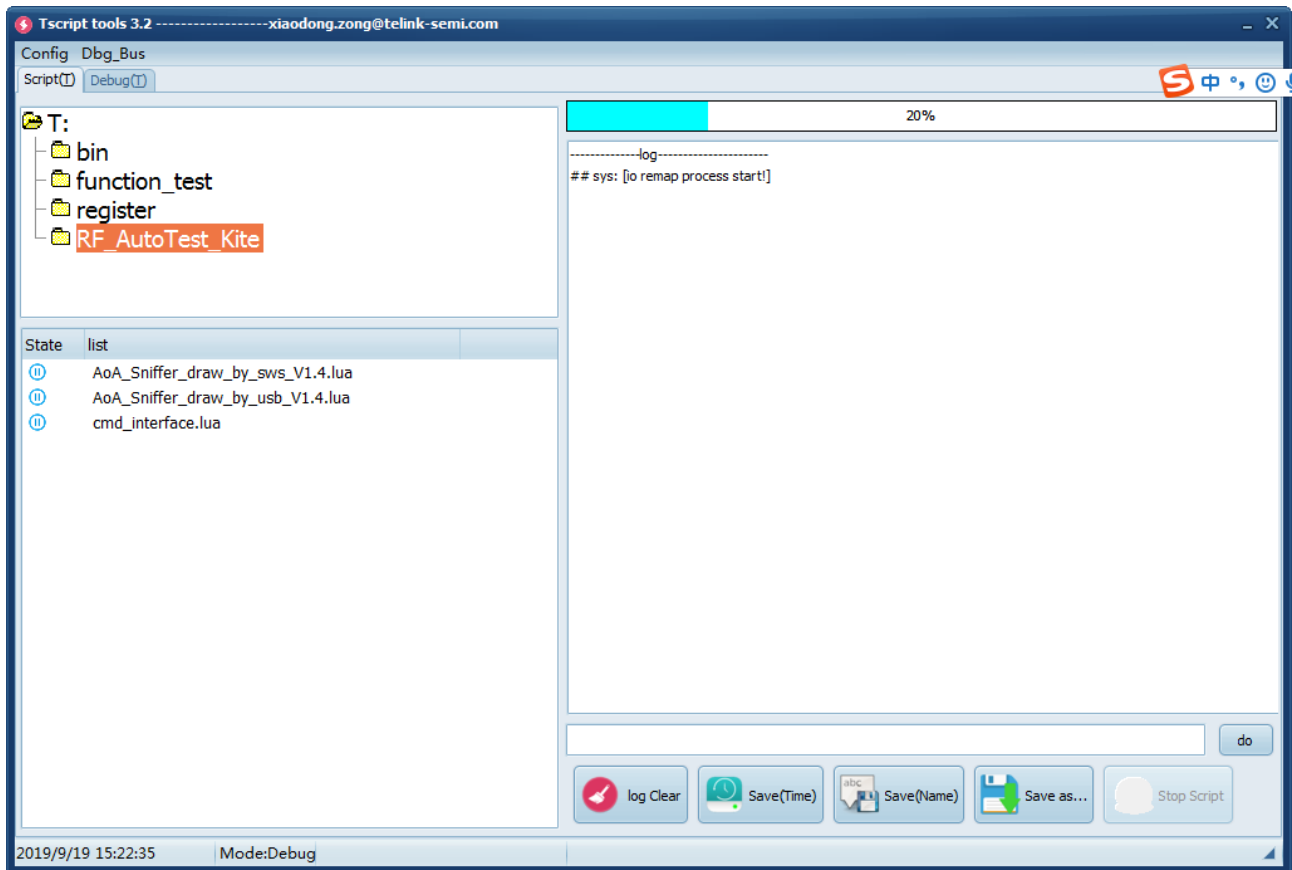 Tscript tools 3.2 ------------------xiaodong.zong@telink-semi.com
Config Dbg_Bus
Script(T) Debug(T)
中
T:
bin
function_test
register
RF_AutoTest_Kite
20%
--------------log----------------------
## sys: [io remap process start!]
State list
AoA_Sniffer_draw_by_sws_V1.4.lua
AoA_Sniffer_draw_by_usb_V1.4.lua
cmd_interface.lua
do
log Clear
Save(Time)
abc
Save(Name)
Save as...
Stop Script
2019/9/19 15:22:35 Mode:Debug